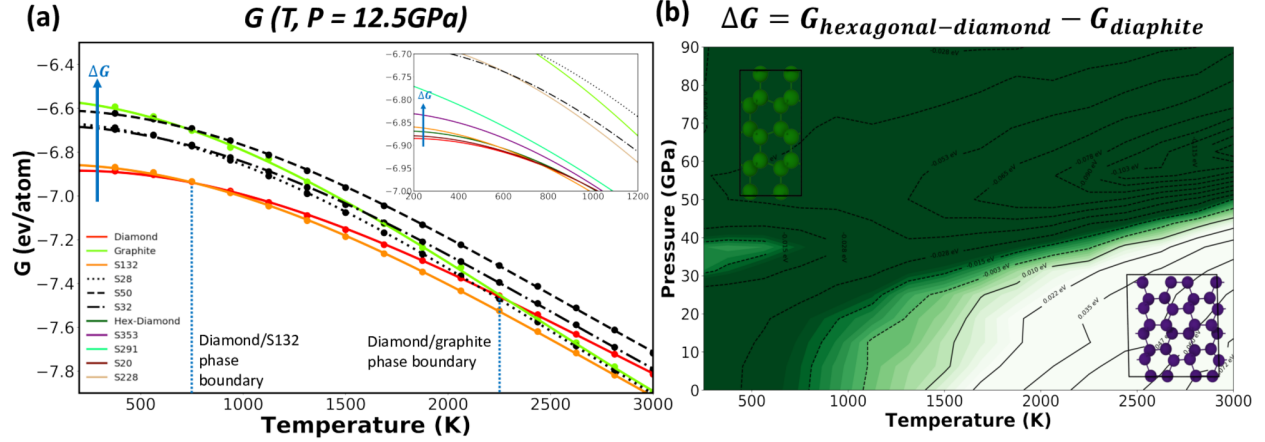 (a)
G (T, P = 12.5GPa)
−6.4
−6.6
−6.8
−7.0
−7.2
−7.4
−7.6
−7.8
G (ev/atom)
ΔG
−6.70
−6.75
−6.80
−6.85
−6.90
−6.95
−7.00
ΔG
200 400 600 800 1000 1200
Diamond
Graphite
S132
S28
S50
S32
Hex-Diamond
S353
S291
S20
S228
Diamond/S132
phase
boundary
Diamond/graphite
phase boundary
500 1000 1500 2000 2500 3000
Temperature (K)
(b)
ΔG = G hexagonal−diamond − G diaphite
90
80
70
60
50
40
30
20
10
0
Pressure (GPa)
-0.003 eV
0.010 eV
0.022 eV
0.035 eV
500 1000 1500 2000 2500 3000
Temperature (K)